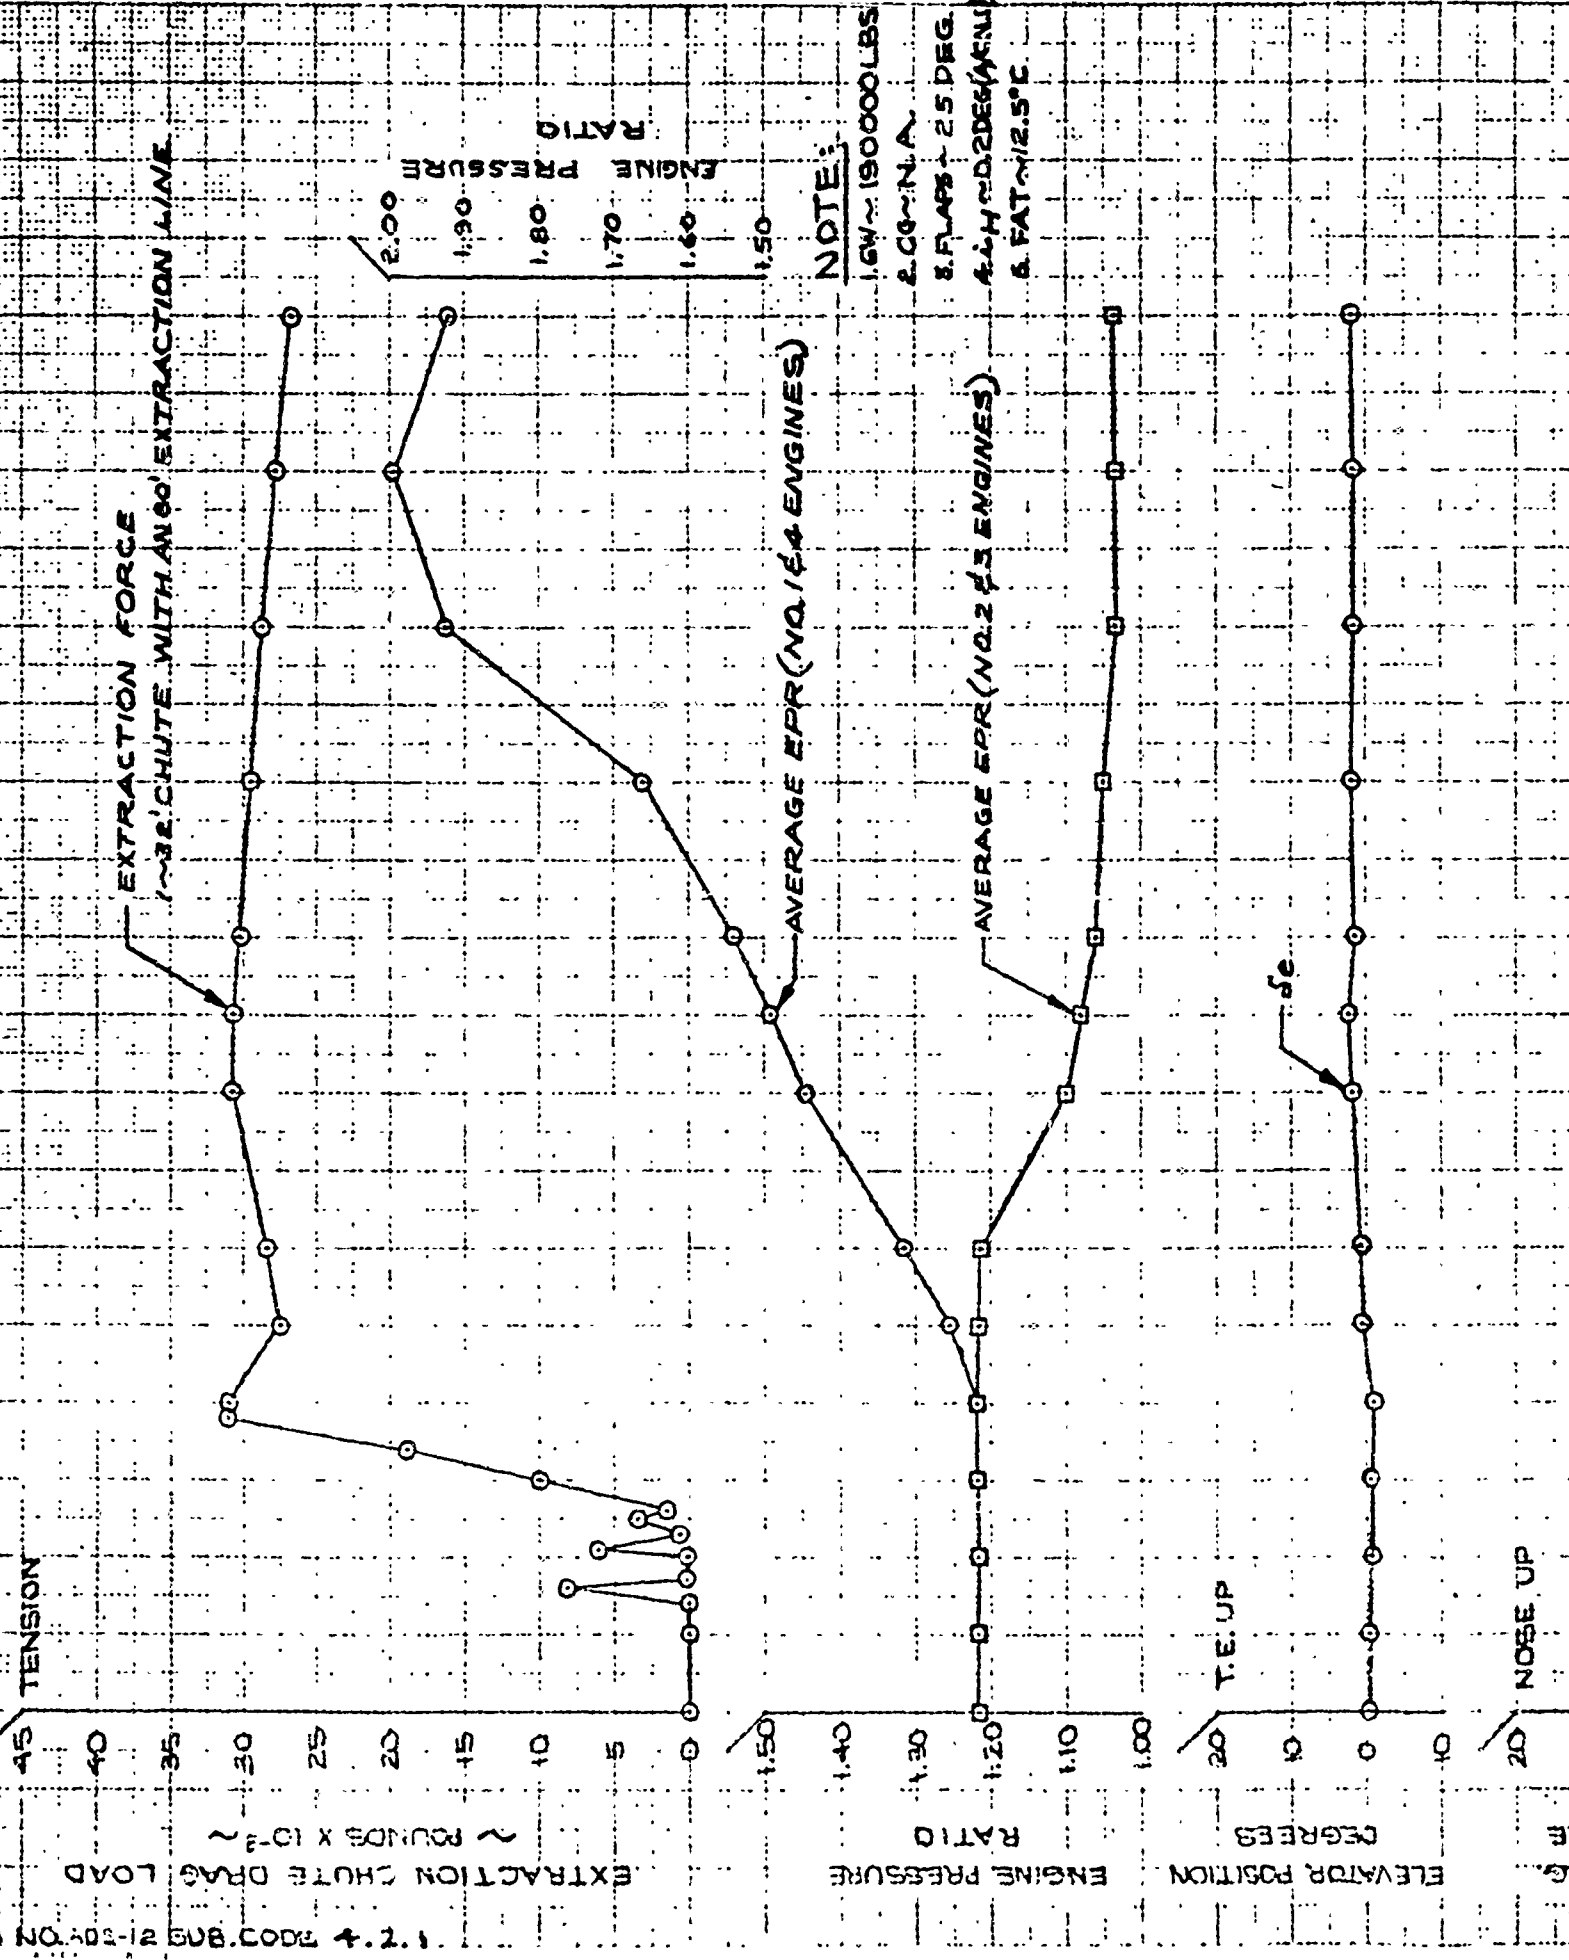 NO. ADS-12 SUB. CODE 4.2.1
EXTRACTION CHUTE DRAG LOAD
~ POUNDS X 10⁻³ ~
45
40
35
30
25
20
15
10
5
0
TENSION
EXTRACTION FORCE
1~32' CHUTE WITH AN 60' EXTRACTION LINE
ENGINE PRESSURE
RATIO
2.00
1.90
1.80
1.70
1.60
1.50
NOTE:
1. GW~190000LBS
2. CG~N.A.
3. FLAPS~25 DEG.
5. FAT~12.5°C
ENGINE PRESSURE
RATIO
1.50
1.40
1.30
1.20
1.10
1.00
AVERAGE EPR (NO. 1 & 4 ENGINES)
AVERAGE EPR (NO. 2 & 3 ENGINES)
ELEVATOR POSITION
DEGREES
20
10
0
10
T.E. UP
δe
20
NOSE UP